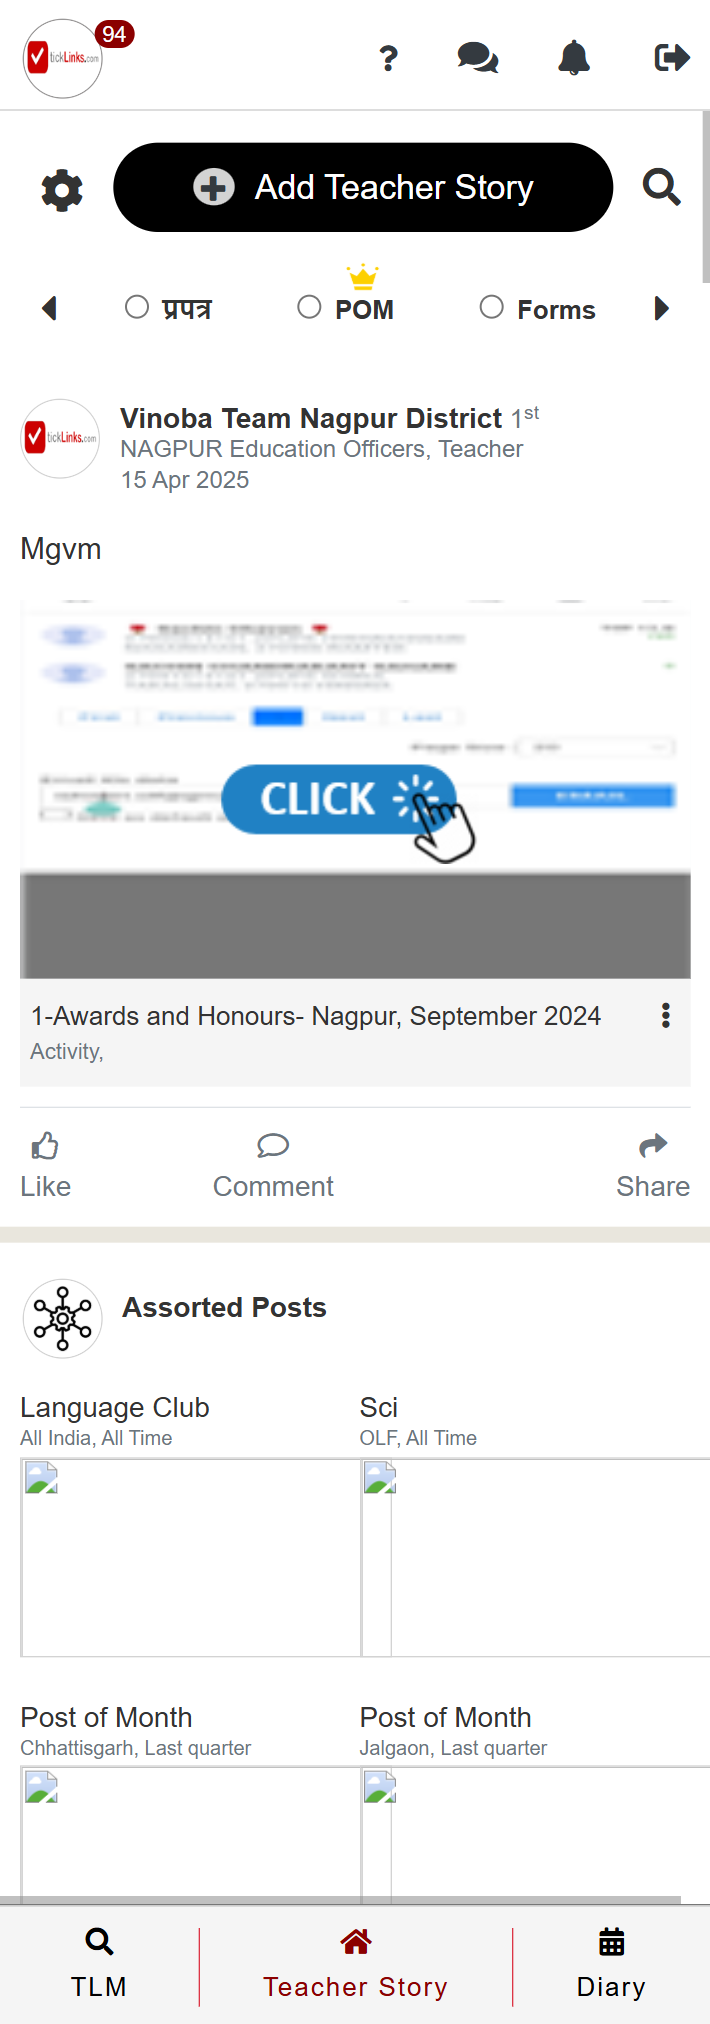 tickLinks.com
94
?
Add Teacher Story
प्रपत्र
POM
Forms
tickLinks.com
Vinoba Team Nagpur District 1st
NAGPUR Education Officers, Teacher
15 Apr 2025
Mgvm
CLICK
1-Awards and Honours- Nagpur, September 2024
Activity,
Like
Comment
Share
Assorted Posts
Language Club
Sci
All India, All Time
OLF, All Time
Post of Month
Post of Month
Chhattisgarh, Last quarter
Jalgaon, Last quarter
TLM
Teacher Story
Diary